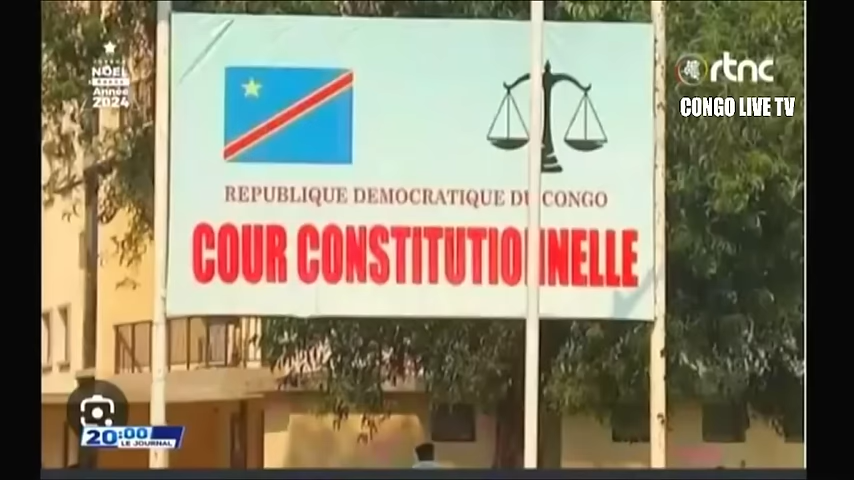 NOËL
Année
2024
rtnc
CONGO LIVE TV
REPUBLIQUE DEMOCRATIQUE DU CONGO
COUR CONSTITUTIONNELLE
20:00
LE JOURNAL